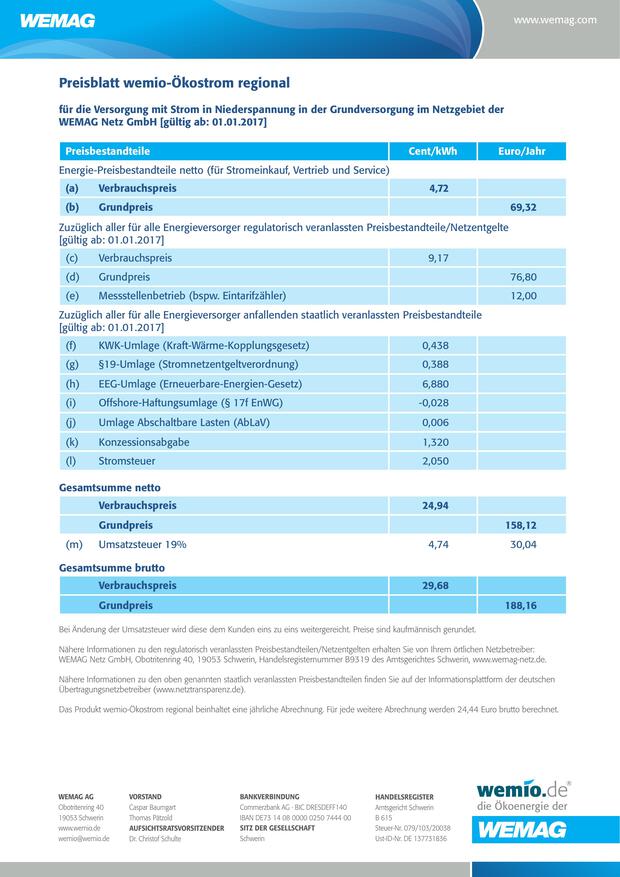 WEMAG
www.wemag.com
Preisblatt wemio-Ökostrom regional
für die Versorgung mit Strom in Niederspannung in der Grundversorgung im Netzgebiet der
WEMAG Netz GmbH [gültig ab: 01.01.2017]
Preisbestandteile Cent/kWh Euro/Jahr
Energie-Preisbestandteile netto (für Stromeinkauf, Vertrieb und Service)
(a) Verbrauchspreis 4,72
(b) Grundpreis 69,32
Zuzüglich aller für alle Energieversorger regulatorisch veranlassten Preisbestandteile/Netzentgelte
[gültig ab: 01.01.2017]
(c) Verbrauchspreis 9,17
(d) Grundpreis 76,80
(e) Messstellenbetrieb (bspw. Eintarifzähler) 12,00
Zuzüglich aller für alle Energieversorger anfallenden staatlich veranlassten Preisbestandteile
[gültig ab: 01.01.2017]
(f) KWK-Umlage (Kraft-Wärme-Kopplungsgesetz) 0,438
(g) §19-Umlage (Stromnetzentgeltverordnung) 0,388
(h) EEG-Umlage (Erneuerbare-Energien-Gesetz) 6,880
(i) Offshore-Haftungsumlage (§ 17f EnWG) -0,028
(j) Umlage Abschaltbare Lasten (AbLaV) 0,006
(k) Konzessionsabgabe 1,320
(l) Stromsteuer 2,050
Gesamtsumme netto
Verbrauchspreis 24,94
Grundpreis 158,12
(m) Umsatzsteuer 19% 4,74 30,04
Gesamtsumme brutto
Verbrauchspreis 29,68
Grundpreis 188,16
Bei Änderung der Umsatzsteuer wird diese dem Kunden eins zu eins weitergereicht. Preise sind kaufmännisch gerundet.
Nähere Informationen zu den regulatorisch veranlassten Preisbestandteilen/Netzentgelten erhalten Sie von Ihrem örtlichen Netzbetreiber:
WEMAG Netz GmbH, Obotritenring 40, 19053 Schwerin, Handelsregisternummer B9319 des Amtsgerichtes Schwerin, www.wemag-netz.de.
Nähere Informationen zu den oben genannten staatlich veranlassten Preisbestandteilen finden Sie auf der Informationsplattform der deutschen
Übertragungsnetzbetreiber (www.netztransparenz.de).
Das Produkt wemio-Ökostrom regional beinhaltet eine jährliche Abrechnung. Für jede weitere Abrechnung werden 24,44 Euro brutto berechnet.
WEMAG AG
Obotritenring 40
19053 Schwerin
www.wemio.de
wemio@wemio.de
VORSTAND
Caspar Baumgart
Thomas Pätzold
AUFSICHTSRATSVORSITZENDER
Dr. Christof Schulte
BANKVERBINDUNG
Commerzbank AG · BIC DRESDEFF140
IBAN DE73 14 08 0000 0250 7444 00
SITZ DER GESELLSCHAFT
Schwerin
HANDELSREGISTER
Amtsgericht Schwerin
B 615
Steuer-Nr. 079/103/20038
Ust-ID-Nr. DE 137731836
wemio.de®
die Ökoenergie der
WEMAG